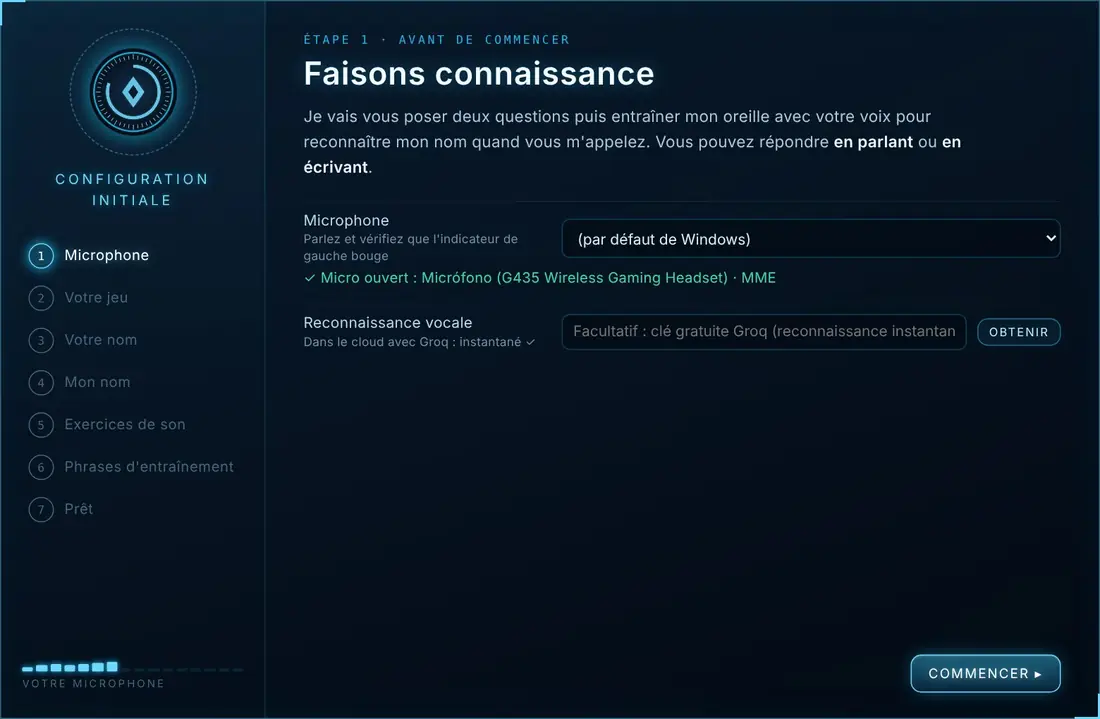 CONFIGURATION
INITIALE
1 Microphone
2 Votre jeu
3 Votre nom
4 Mon nom
5 Exercices de son
6 Phrases d'entraînement
7 Prêt
VOTRE MICROPHONE
ÉTAPE 1 · AVANT DE COMMENCER
Faisons connaissance
Je vais vous poser deux questions puis entraîner mon oreille avec votre voix pour
reconnaître mon nom quand vous m'appelez. Vous pouvez répondre en parlant ou en
écrivant.
Microphone
Parlez et vérifiez que l'indicateur de
gauche bouge
(par défaut de Windows)
✓ Micro ouvert : Micrófono (G435 Wireless Gaming Headset) · MME
Reconnaissance vocale
Dans le cloud avec Groq : instantané ✓
Facultatif : clé gratuite Groq (reconnaissance instantan
OBTENIR
COMMENCER ▸